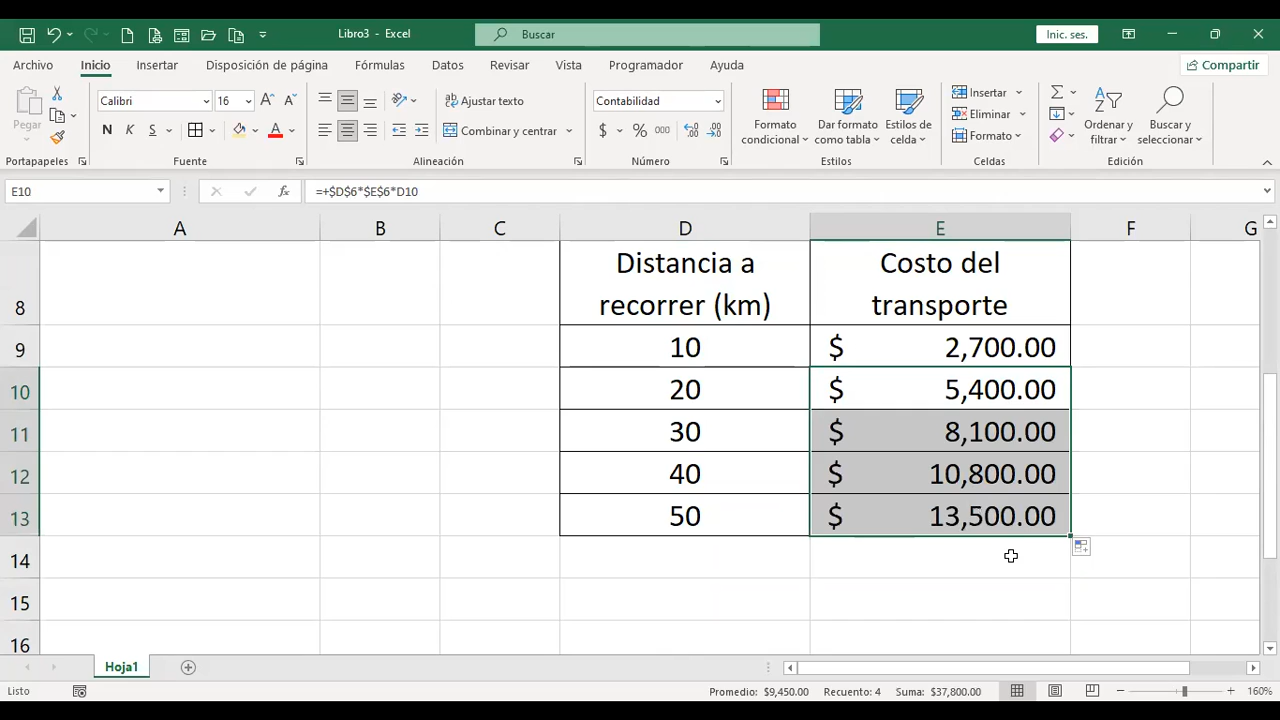 Libro3 - Excel
Buscar
Inic. ses.
Archivo Inicio Insertar Disposición de página Fórmulas Datos Revisar Vista Programador Ayuda Compartir
Pegar
Calibri 16
N K S A
Ajustar texto
Combinar y centrar
Contabilidad
$ % 000
Formato condicional
Dar formato como tabla
Estilos de celda
Insertar
Eliminar
Formato
Ordenar y filtrar
Buscar y seleccionar
Portapapeles Fuente Alineación Número Estilos Celdas Edición
E10 fx =+$D$6*$E$6*D10
A B C D E F G
8 Distancia a recorrer (km) Costo del transporte
9 10 $ 2,700.00
10 20 $ 5,400.00
11 30 $ 8,100.00
12 40 $ 10,800.00
13 50 $ 13,500.00
14
15
16
Hoja1
Listo Promedio: $9,450.00 Recuento: 4 Suma: $37,800.00 160%